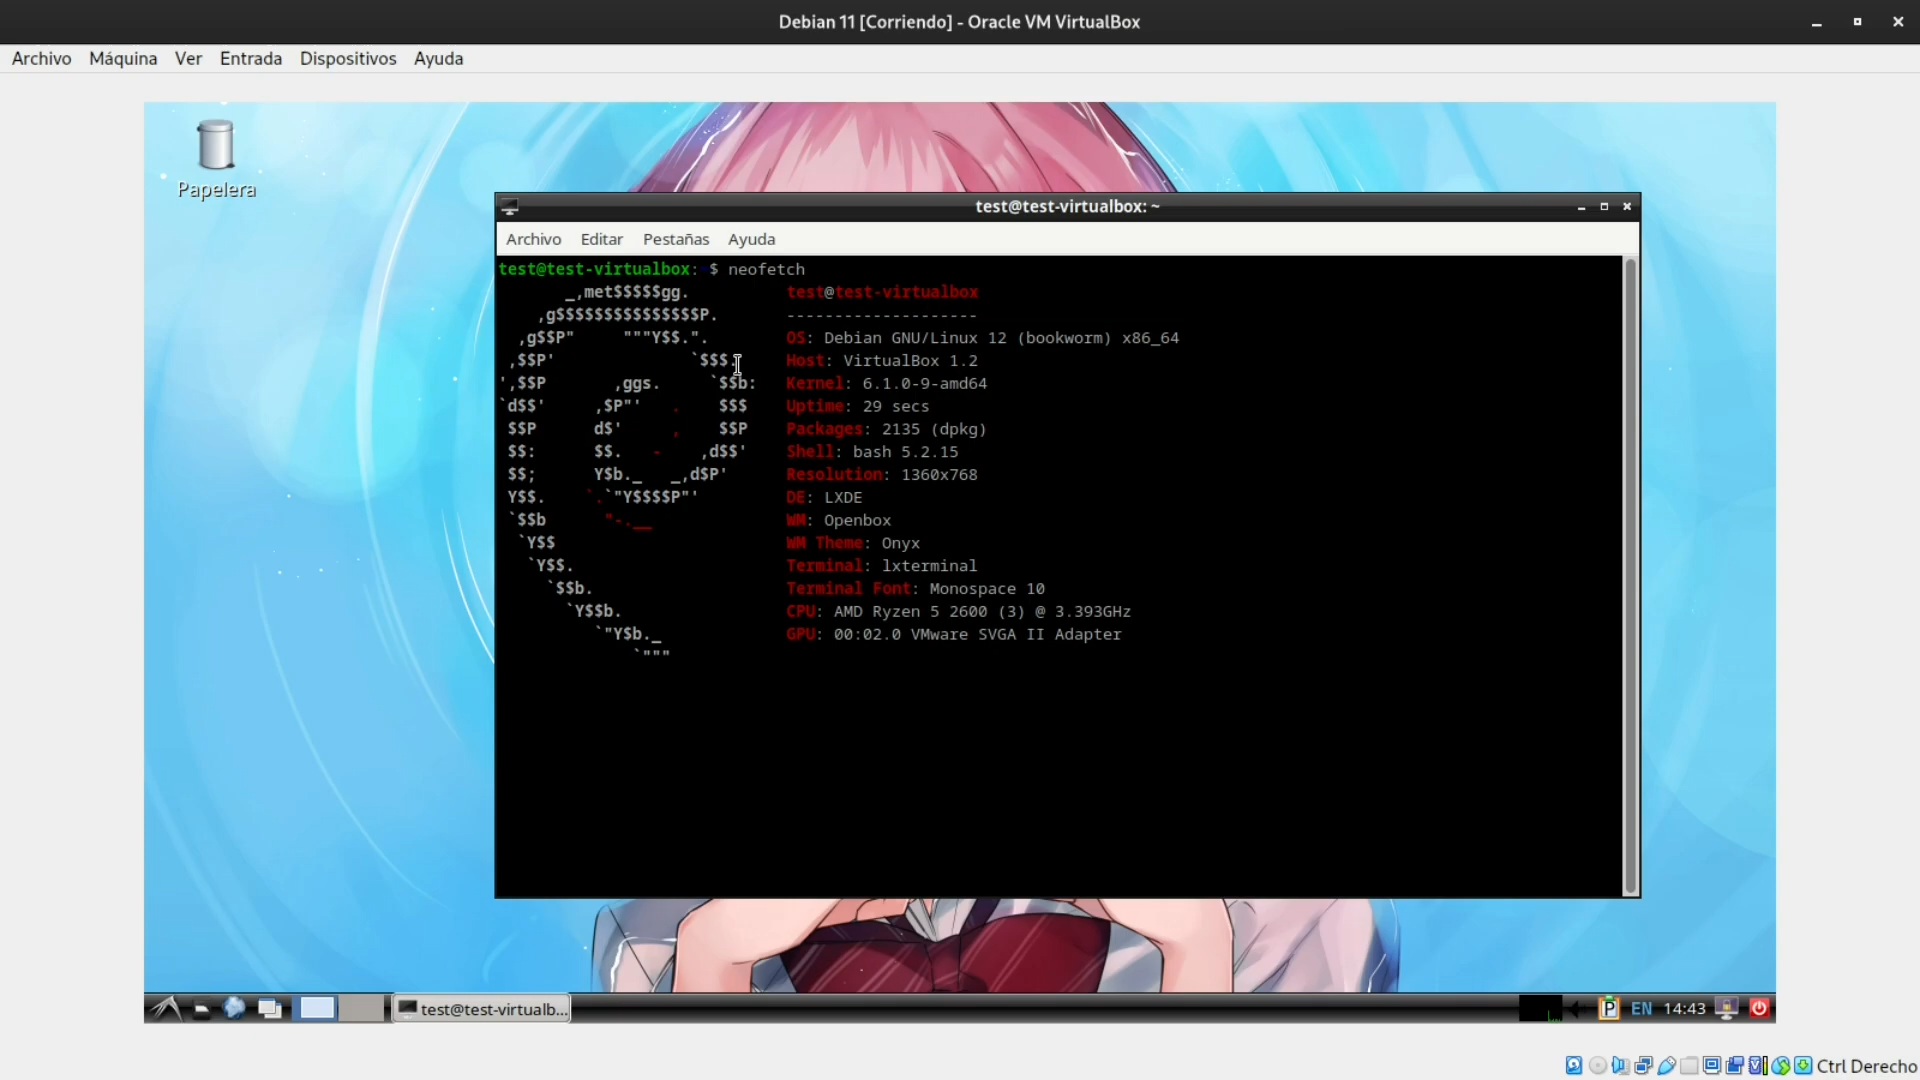 Debian 11 [Corriendo] - Oracle VM VirtualBox
Archivo Máquina Ver Entrada Dispositivos Ayuda
Papelera
test@test-virtualbox: ~
Archivo Editar Pestañas Ayuda
test@test-virtualbox: $ neofetch
_,met$$$$$gg. test@test-virtualbox
,g$$$$$$$$$$$$$$$P. -------------------
,g$$P" """Y$$.". OS: Debian GNU/Linux 12 (bookworm) x86_64
,$$P' `$$$. Host: VirtualBox 1.2
',$$P ,ggs. `$$b: Kernel: 6.1.0-9-amd64
`d$$' ,$P"' . $$$ Uptime: 29 secs
$$P d$' , $$P Packages: 2135 (dpkg)
$$: $$. - ,d$$' Shell: bash 5.2.15
$$; Y$b._ _,d$P' Resolution: 1360x768
Y$$. `.`"Y$$$$P"' DE: LXDE
`$$b "-.__ WM: Openbox
`Y$$ WM Theme: Onyx
`Y$$. Terminal: lxterminal
`$$b. Terminal Font: Monospace 10
`Y$$b. CPU: AMD Ryzen 5 2600 (3) @ 3.393GHz
`"Y$b._ GPU: 00:02.0 VMware SVGA II Adapter
`"""
test@test-virtualb...
P EN 14:43
Ctrl Derecho